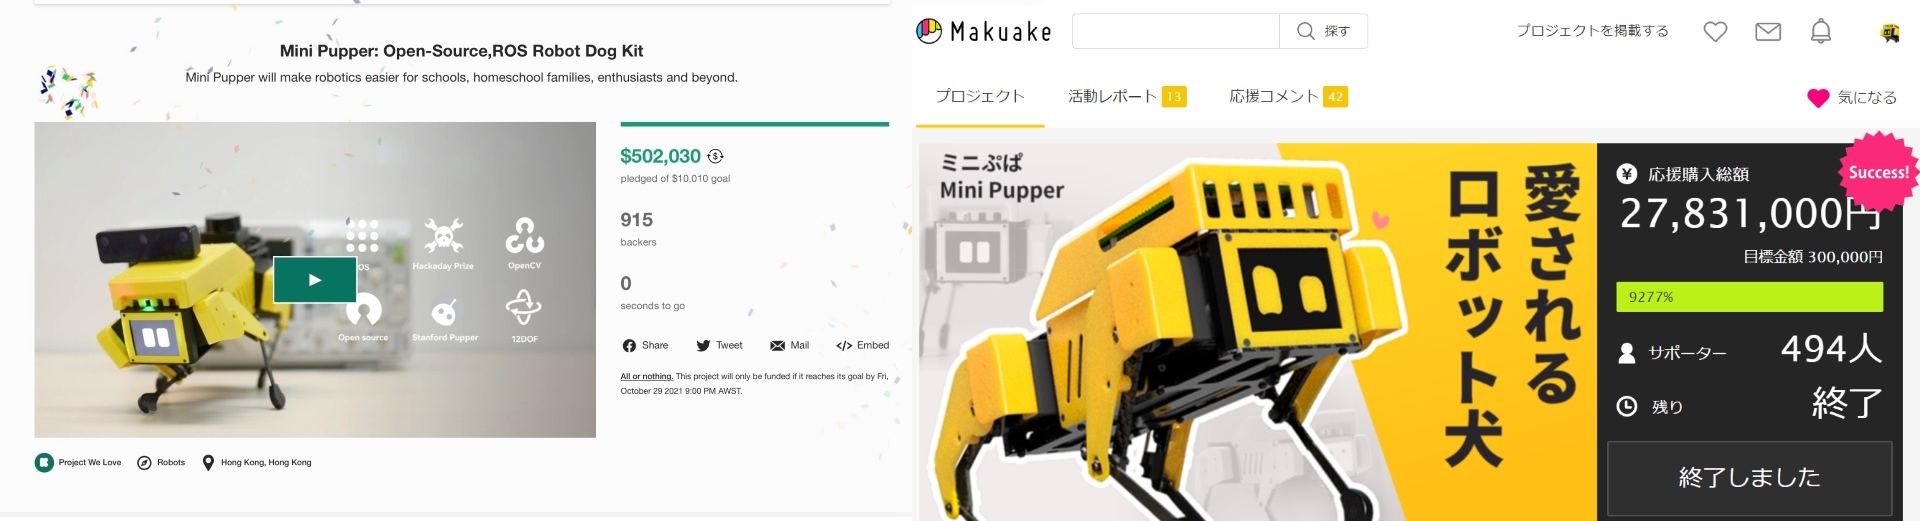 Mini Pupper: Open-Source,ROS Robot Dog Kit
Mini Pupper will make robotics easier for schools, homeschool families, enthusiasts and beyond.
Hackaday Prize
OpenCV
Open source
Stanford Pupper
12DOF
$502,030
pledged of $10,010 goal
915
backers
0
seconds to go
Share
Tweet
Mail
Embed
All or nothing. This project will only be funded if it reaches its goal by Fri,
October 29 2021 9:00 PM AWST.
Project We Love
Robots
Hong Kong, Hong Kong
Makuake
探す
プロジェクトを掲載する
プロジェクト
活動レポート 13
応援コメント 42
気になる
ミニぷぱ
Mini Pupper
愛される
ロボット犬
Success!
応援購入総額
27,831,000円
目標金額 300,000円
9277%
サポーター
494人
残り
終了
終了しました